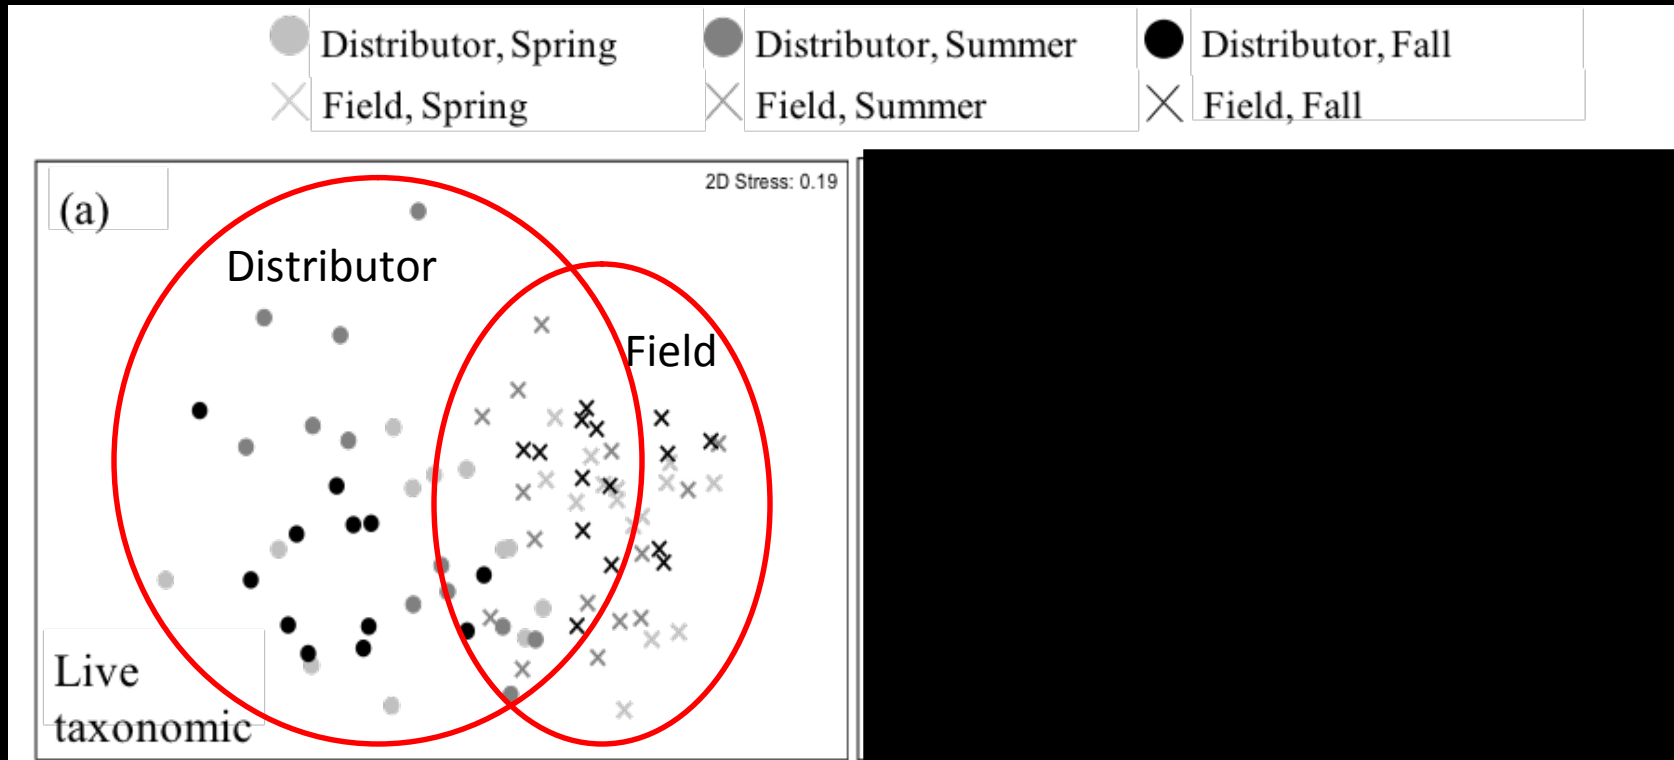 Distributor, Spring
Distributor, Summer
Distributor, Fall
Field, Spring
Field, Summer
Field, Fall
(a)
2D Stress: 0.19
Distributor
Field
Live
taxonomic